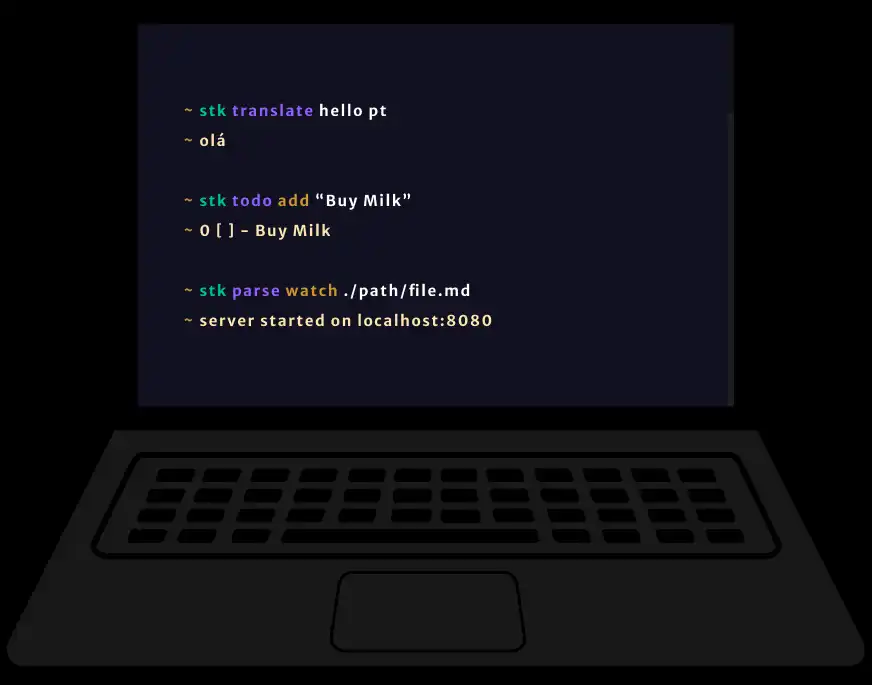 ~ stk translate hello pt
~ olá
~ stk todo add “Buy Milk”
~ 0 [ ] - Buy Milk
~ stk parse watch ./path/file.md
~ server started on localhost:8080